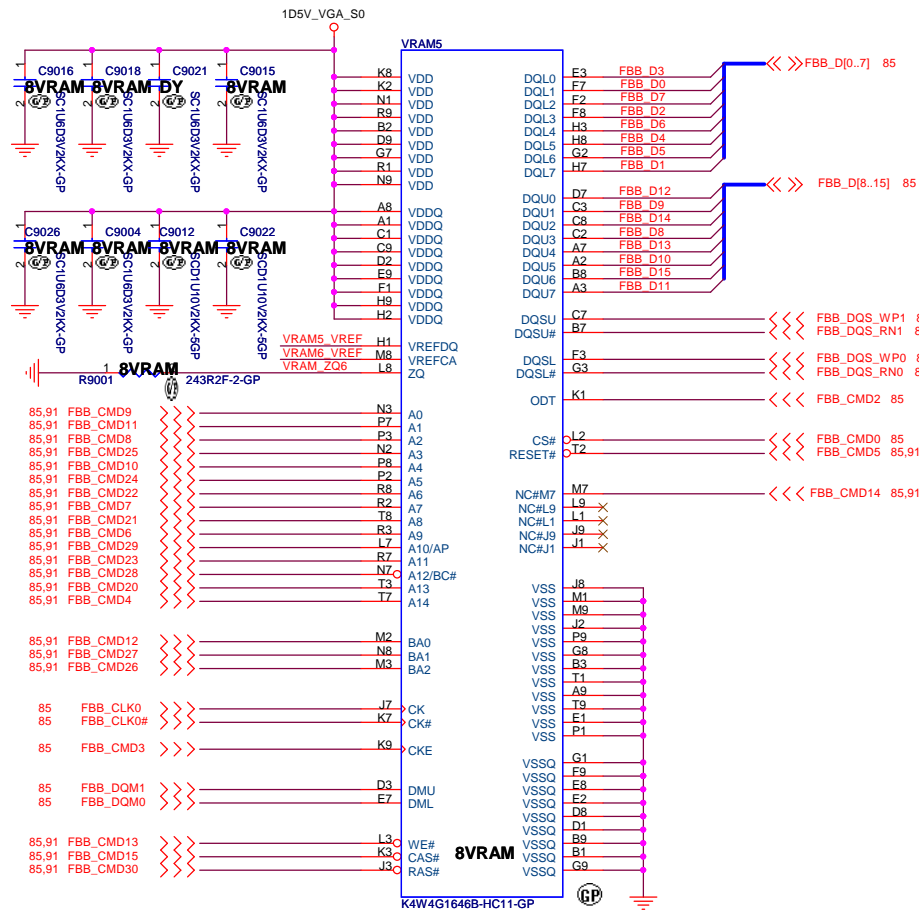 1D5V_VGA_S0
VRAM5
C9016 C9018 C9021 C9015
8VRAM 8VRAM DY 8VRAM
1 1 1 1
2 2 2 2
SC1U6D3V2KX-GP SC1U6D3V2KX-GP SC1U6D3V2KX-GP SC1U6D3V2KX-GP
C9026 C9004 C9012 C9022
8VRAM 8VRAM 8VRAM 8VRAM
1 1 1 1
2 2 2 2
SC1U6D3V2KX-GP SC1U6D3V2KX-GP SCD1U10V2KX-5GP SCD1U10V2KX-5GP
K8 VDD
K2 VDD
N1 VDD
R9 VDD
B2 VDD
D9 VDD
G7 VDD
R1 VDD
N9 VDD
A8 VDDQ
A1 VDDQ
C1 VDDQ
C9 VDDQ
D2 VDDQ
E9 VDDQ
F1 VDDQ
H9 VDDQ
H2 VDDQ
VRAM5_VREF H1 VREFDQ
VRAM6_VREF M8 VREFCA
VRAM_ZQ6 L8 ZQ
1 8VRAM
R9001 243R2F-2-GP
85,91 FBB_CMD9 N3 A0
85,91 FBB_CMD11 P7 A1
85,91 FBB_CMD8 P3 A2
85,91 FBB_CMD25 N2 A3
85,91 FBB_CMD10 P8 A4
85,91 FBB_CMD24 P2 A5
85,91 FBB_CMD22 R8 A6
85,91 FBB_CMD7 R2 A7
85,91 FBB_CMD21 T8 A8
85,91 FBB_CMD6 R3 A9
85,91 FBB_CMD29 L7 A10/AP
85,91 FBB_CMD23 R7 A11
85,91 FBB_CMD28 N7 A12/BC#
85,91 FBB_CMD20 T3 A13
85,91 FBB_CMD4 T7 A14
85,91 FBB_CMD12 M2 BA0
85,91 FBB_CMD27 N8 BA1
85,91 FBB_CMD26 M3 BA2
85 FBB_CLK0 J7 CK
85 FBB_CLK0# K7 CK#
85 FBB_CMD3 K9 CKE
85 FBB_DQM1 D3 DMU
85 FBB_DQM0 E7 DML
85,91 FBB_CMD13 L3 WE#
85,91 FBB_CMD15 K3 CAS#
85,91 FBB_CMD30 J3 RAS#
DQL0 E3 FBB_D3
DQL1 F7 FBB_D0
DQL2 F2 FBB_D7
DQL3 F8 FBB_D2
DQL4 H3 FBB_D6
DQL5 H8 FBB_D4
DQL6 G2 FBB_D5
DQL7 H7 FBB_D1
FBB_D[0..7] 85
DQU0 D7 FBB_D12
DQU1 C3 FBB_D9
DQU2 C8 FBB_D14
DQU3 C2 FBB_D8
DQU4 A7 FBB_D13
DQU5 A2 FBB_D10
DQU6 B8 FBB_D15
DQU7 A3 FBB_D11
FBB_D[8..15] 85
DQSU C7 FBB_DQS_WP1
DQSU# B7 FBB_DQS_RN1
DQSL F3 FBB_DQS_WP0
DQSL# G3 FBB_DQS_RN0
ODT K1 FBB_CMD2 85
CS# L2 FBB_CMD0 85
RESET# T2 FBB_CMD5 85,91
NC#M7 M7 FBB_CMD14 85,91
NC#L9 L9
NC#L1 L1
NC#J9 J9
NC#J1 J1
VSS J8
VSS M1
VSS M9
VSS J2
VSS P9
VSS G8
VSS B3
VSS T1
VSS A9
VSS T9
VSS E1
VSS P1
VSSQ G1
VSSQ F9
VSSQ E8
VSSQ E2
VSSQ D8
VSSQ D1
VSSQ B9
VSSQ B1
VSSQ G9
8VRAM
GP
K4W4G1646B-HC11-GP